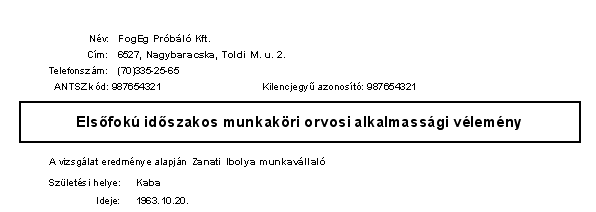 Név: FogEg Próbáló Kft.
Cím: 6527, Nagybaracska, Toldi M. u. 2.
Telefonszám: (70)335-25-65
ANTSZ kód: 987654321 Kilencjegyű azonosító: 987654321
Elsőfokú időszakos munkaköri orvosi alkalmassági vélemény
A vizsgálat eredménye alapján Zanati Ibolya munkavállaló
Születési helye: Kaba
Ideje: 1963.10.20.